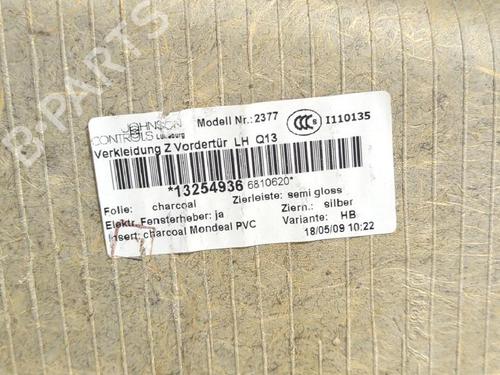 B-PARTS
JOHNSON CONTROLS Lüneburg Modell Nr.: 2377 CCC S I110135
Verkleidung Z Vordertür LH Q13
*13254936 6810620*
Folie: charcoal Zierleiste: semi gloss
Elektr. Fensterheber: ja Ziern.: silber
Insert: charcoal Mondeal PVC Variante: HB
18/05/09 10:22